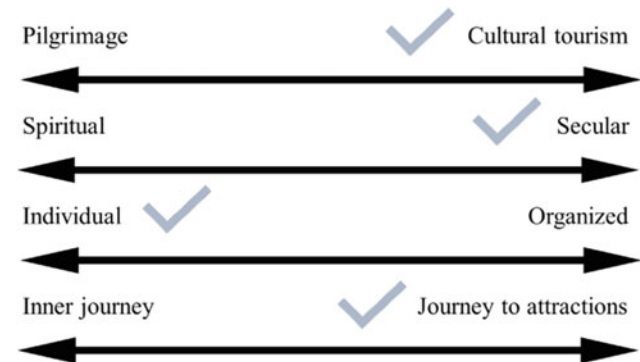 Pilgrimage Cultural tourism
Spiritual Secular
Individual Organized
Inner journey Journey to attractions